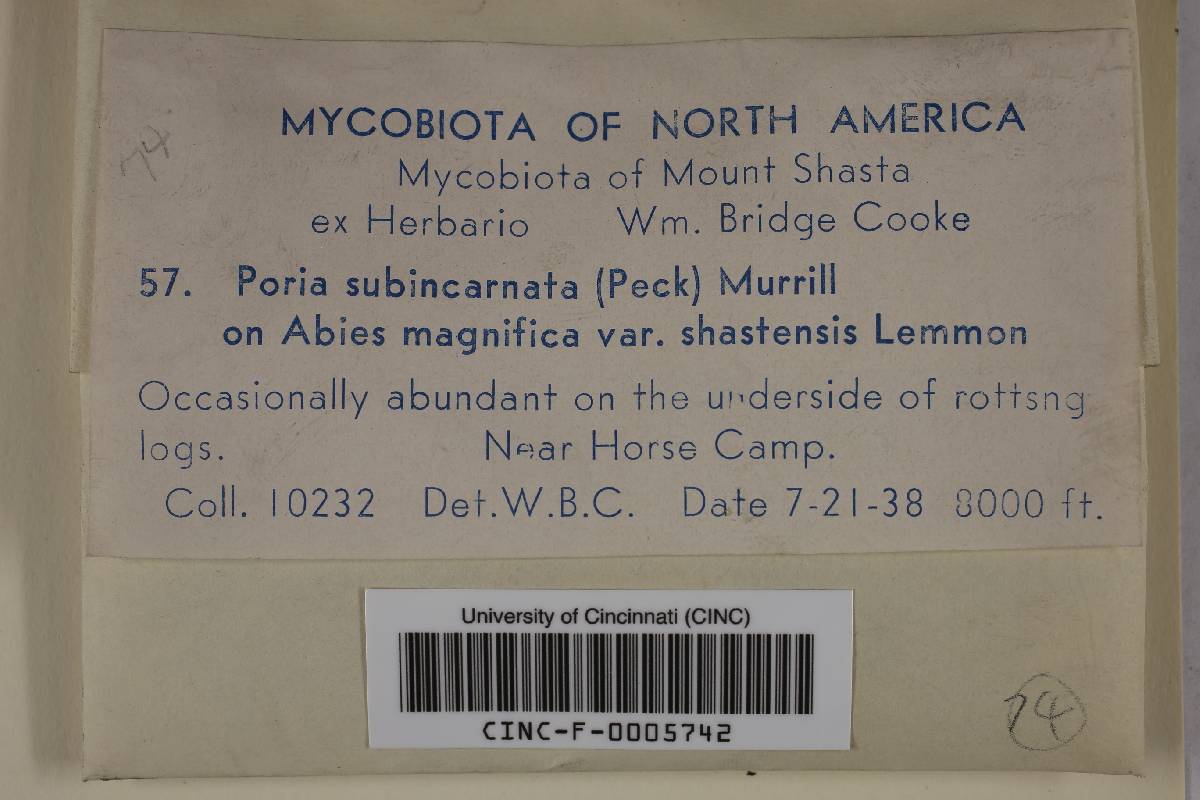 74
MYCOBIOTA OF NORTH AMERICA
Mycobiota of Mount Shasta
ex Herbario Wm. Bridge Cooke
57. Poria subincarnata (Peck) Murrill
on Abies magnifica var. shastensis Lemmon
Occasionally abundant on the underside of rottsng
logs. Near Horse Camp.
Coll. 10232 Det.W.B.C. Date 7-21-38 8000 ft.
University of Cincinnati (CINC)
CINC-F-0005742
74